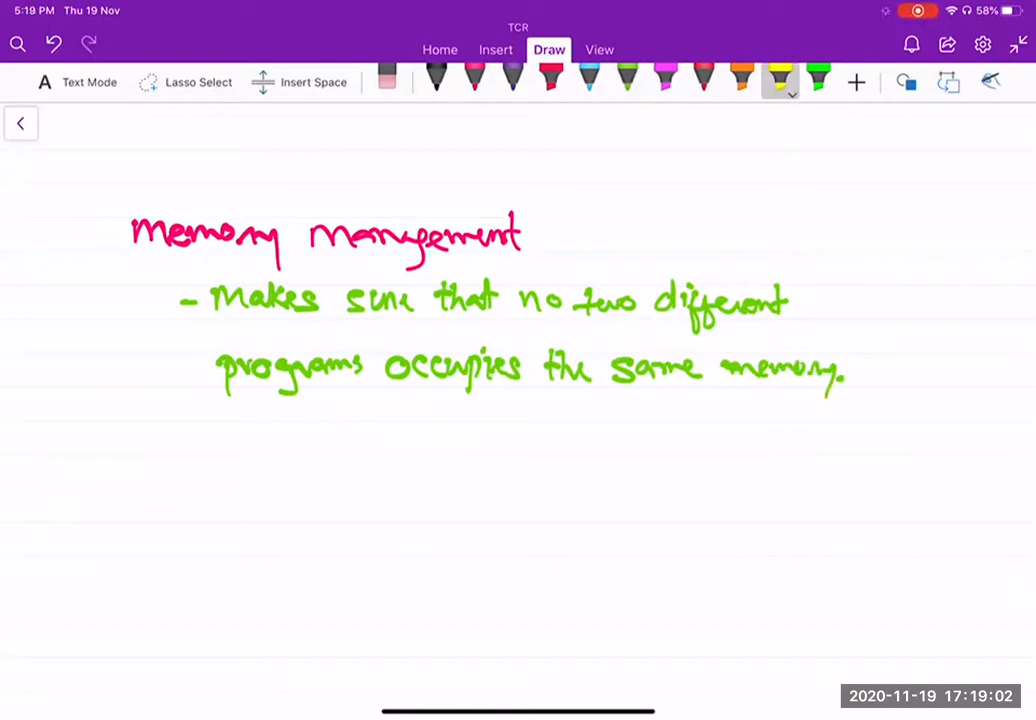 5:19 PM Thu 19 Nov
58%
TCR
Home Insert Draw View
A Text Mode Lasso Select Insert Space
memory management
- Makes sure that no two different
programs occupies the same memory.
2020-11-19 17:19:02